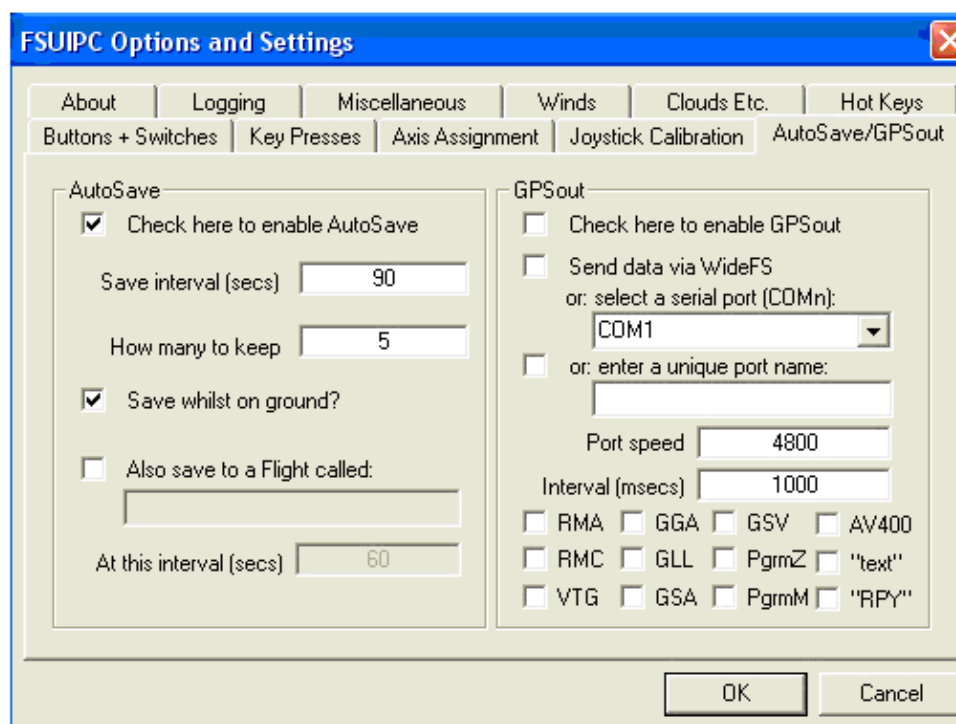 FSUIPC Options and Settings
About Logging Miscellaneous Winds Clouds Etc. Hot Keys
Buttons + Switches Key Presses Axis Assignment Joystick Calibration AutoSave/GPSout
AutoSave
Check here to enable AutoSave
Save interval (secs) 90
How many to keep 5
Save whilst on ground?
Also save to a Flight called:
At this interval (secs) 60
GPSout
Check here to enable GPSout
Send data via WideFS
or: select a serial port (COMn):
COM1
or: enter a unique port name:
Port speed 4800
Interval (msecs) 1000
RMA GGA GSV AV400
RMC GLL PgrmZ "text"
VTG GSA PgrmM "RPY"
OK Cancel